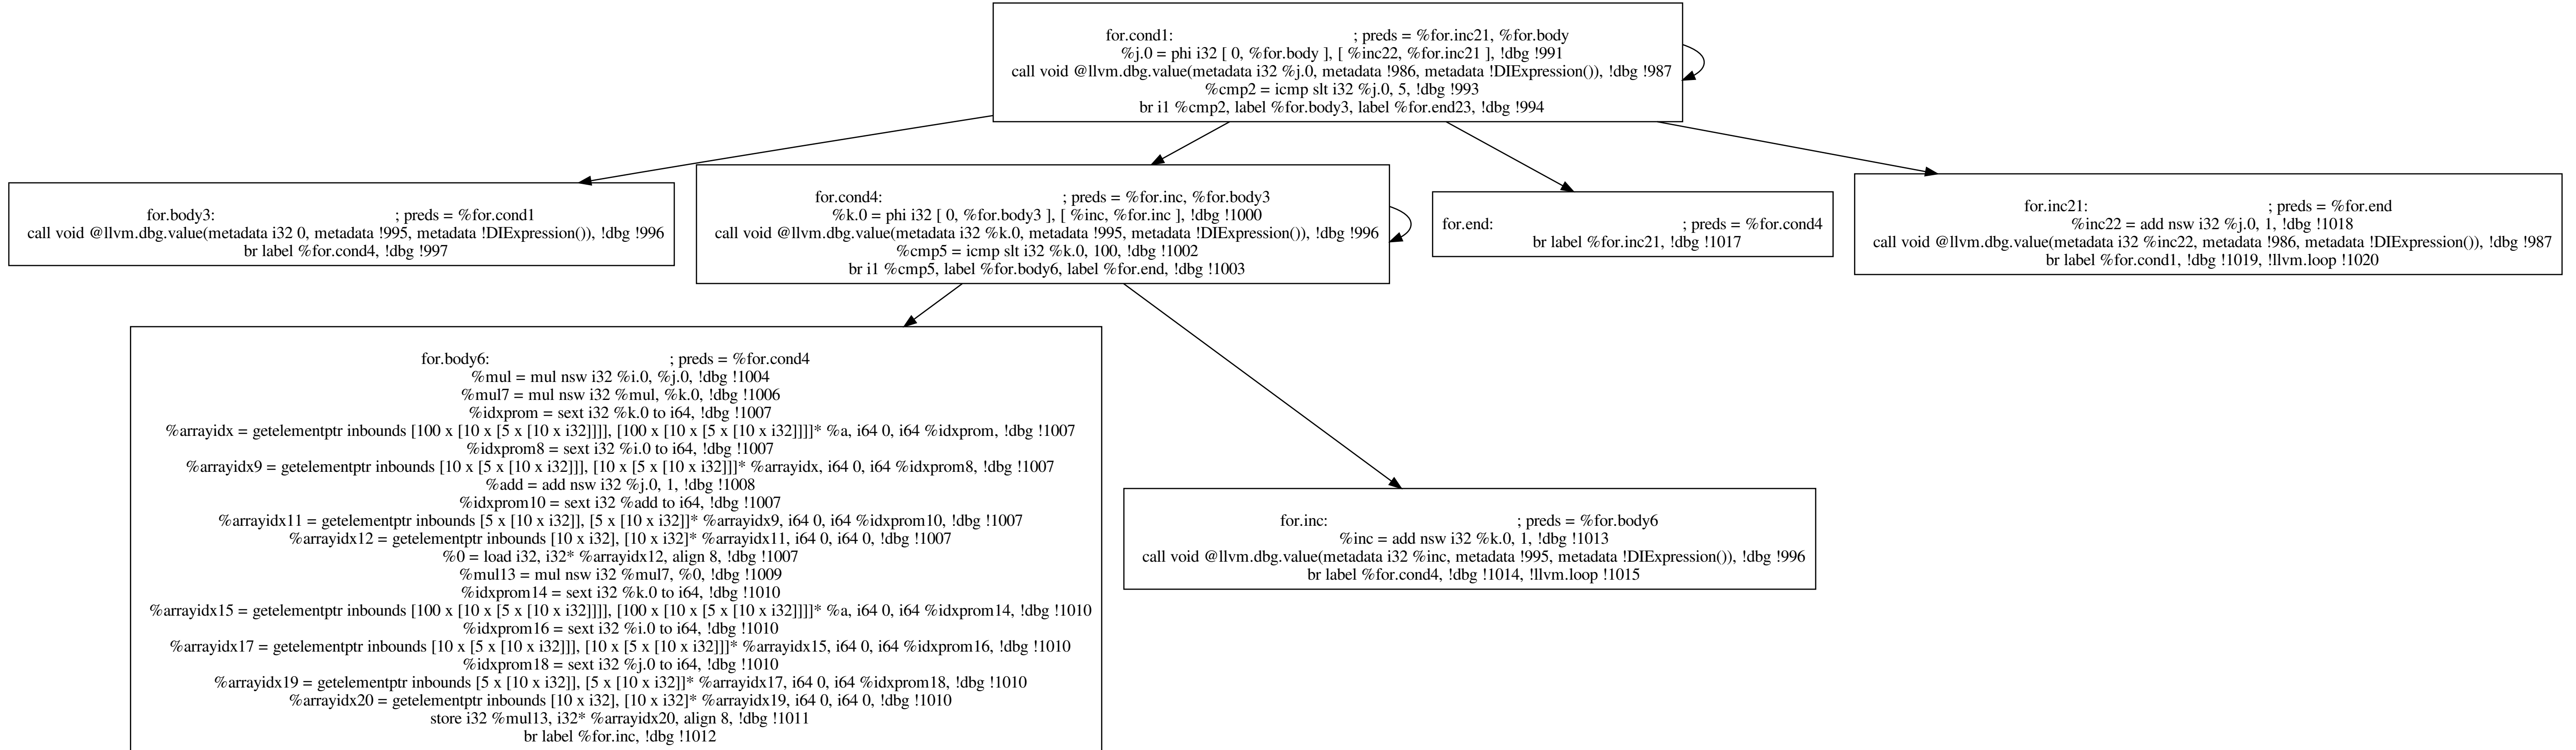 for.cond1: ; preds = %for.inc21, %for.body
%j.0 = phi i32 [ 0, %for.body ], [ %inc22, %for.inc21 ], !dbg !991
call void @llvm.dbg.value(metadata i32 %j.0, metadata !986, metadata !DIExpression()), !dbg !987
%cmp2 = icmp slt i32 %j.0, 5, !dbg !993
br i1 %cmp2, label %for.body3, label %for.end23, !dbg !994
for.body3: ; preds = %for.cond1
call void @llvm.dbg.value(metadata i32 0, metadata !995, metadata !DIExpression()), !dbg !996
br label %for.cond4, !dbg !997
for.cond4: ; preds = %for.inc, %for.body3
%k.0 = phi i32 [ 0, %for.body3 ], [ %inc, %for.inc ], !dbg !1000
call void @llvm.dbg.value(metadata i32 %k.0, metadata !995, metadata !DIExpression()), !dbg !996
%cmp5 = icmp slt i32 %k.0, 100, !dbg !1002
br i1 %cmp5, label %for.body6, label %for.end, !dbg !1003
for.end: ; preds = %for.cond4
br label %for.inc21, !dbg !1017
for.inc21: ; preds = %for.end
%inc22 = add nsw i32 %j.0, 1, !dbg !1018
call void @llvm.dbg.value(metadata i32 %inc22, metadata !986, metadata !DIExpression()), !dbg !987
br label %for.cond1, !dbg !1019, !llvm.loop !1020
for.body6: ; preds = %for.cond4
%mul = mul nsw i32 %i.0, %j.0, !dbg !1004
%mul7 = mul nsw i32 %mul, %k.0, !dbg !1006
%idxprom = sext i32 %k.0 to i64, !dbg !1007
%arrayidx = getelementptr inbounds [100 x [10 x [5 x [10 x i32]]]], [100 x [10 x [5 x [10 x i32]]]]* %a, i64 0, i64 %idxprom, !dbg !1007
%idxprom8 = sext i32 %i.0 to i64, !dbg !1007
%arrayidx9 = getelementptr inbounds [10 x [5 x [10 x i32]]], [10 x [5 x [10 x i32]]]* %arrayidx, i64 0, i64 %idxprom8, !dbg !1007
%add = add nsw i32 %j.0, 1, !dbg !1008
%idxprom10 = sext i32 %add to i64, !dbg !1007
%arrayidx11 = getelementptr inbounds [5 x [10 x i32]], [5 x [10 x i32]]* %arrayidx9, i64 0, i64 %idxprom10, !dbg !1007
%arrayidx12 = getelementptr inbounds [10 x i32], [10 x i32]* %arrayidx11, i64 0, i64 0, !dbg !1007
%0 = load i32, i32* %arrayidx12, align 8, !dbg !1007
%mul13 = mul nsw i32 %mul7, %0, !dbg !1009
%idxprom14 = sext i32 %k.0 to i64, !dbg !1010
%arrayidx15 = getelementptr inbounds [100 x [10 x [5 x [10 x i32]]]], [100 x [10 x [5 x [10 x i32]]]]* %a, i64 0, i64 %idxprom14, !dbg !1010
%idxprom16 = sext i32 %i.0 to i64, !dbg !1010
%arrayidx17 = getelementptr inbounds [10 x [5 x [10 x i32]]], [10 x [5 x [10 x i32]]]* %arrayidx15, i64 0, i64 %idxprom16, !dbg !1010
%idxprom18 = sext i32 %j.0 to i64, !dbg !1010
%arrayidx19 = getelementptr inbounds [5 x [10 x i32]], [5 x [10 x i32]]* %arrayidx17, i64 0, i64 %idxprom18, !dbg !1010
%arrayidx20 = getelementptr inbounds [10 x i32], [10 x i32]* %arrayidx19, i64 0, i64 0, !dbg !1010
store i32 %mul13, i32* %arrayidx20, align 8, !dbg !1011
br label %for.inc, !dbg !1012
for.inc: ; preds = %for.body6
%inc = add nsw i32 %k.0, 1, !dbg !1013
call void @llvm.dbg.value(metadata i32 %inc, metadata !995, metadata !DIExpression()), !dbg !996
br label %for.cond4, !dbg !1014, !llvm.loop !1015